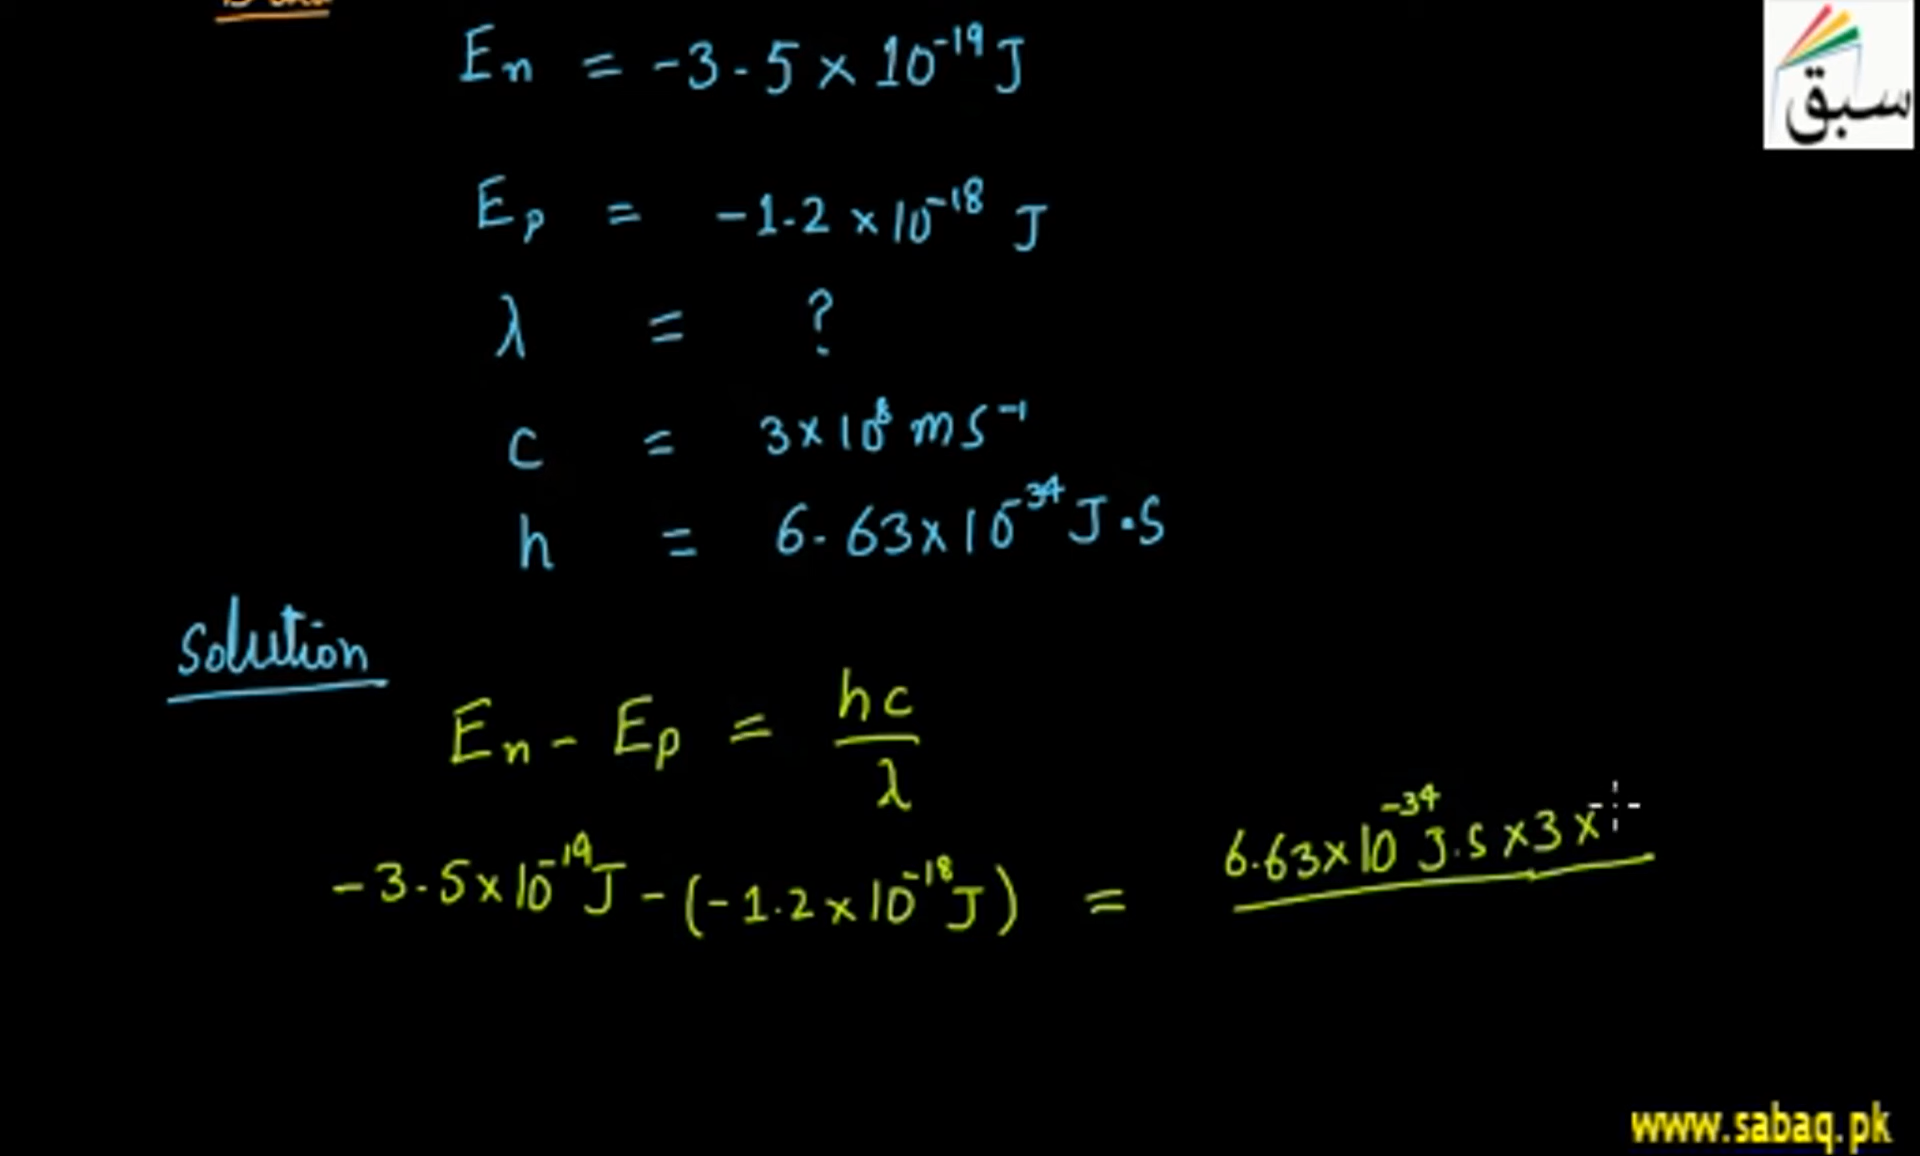 سبق
En = -3.5 × 10⁻¹⁹ J
Ep = -1.2 × 10⁻¹⁸ J
λ = ?
c = 3×10⁸ ms⁻¹
h = 6.63×10⁻³⁴ J.s
Solution
En - Ep = hc/λ
-3.5×10⁻¹⁹ J - (-1.2×10⁻¹⁸ J) = 6.63×10⁻³⁴ J.s × 3 ×
www.sabaq.pk